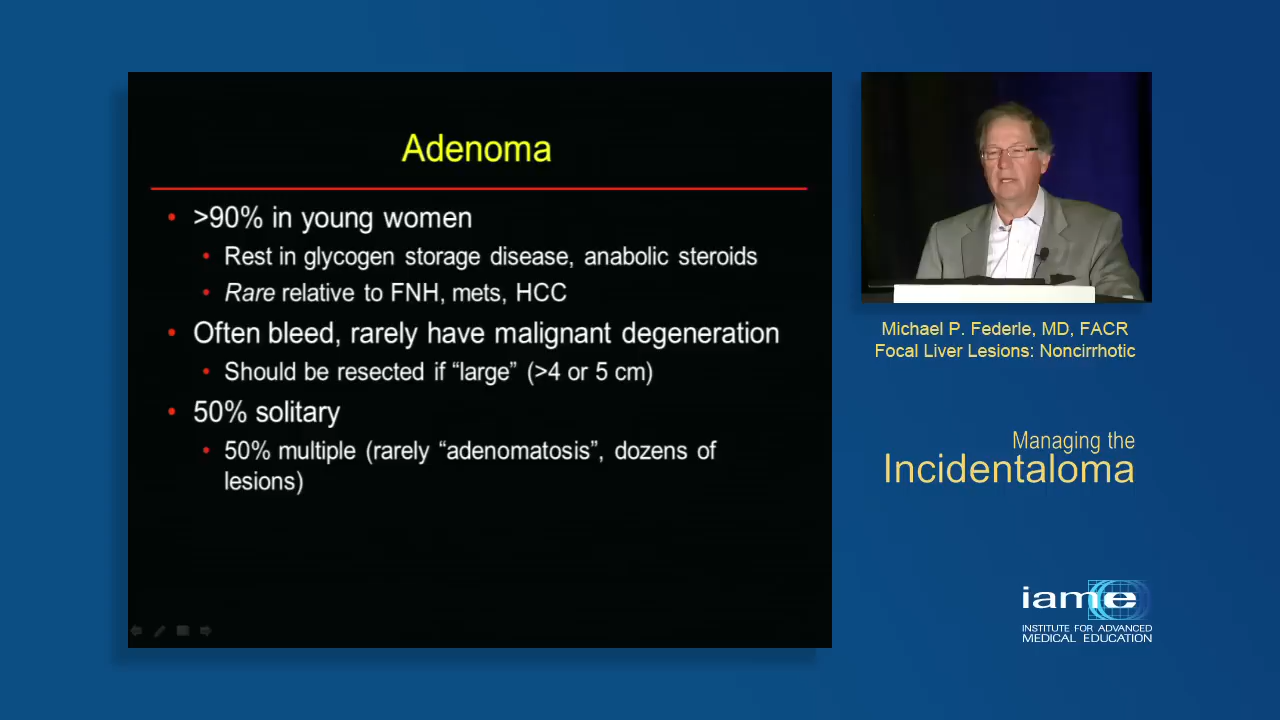 Adenoma
>90% in young women
Rest in glycogen storage disease, anabolic steroids
Rare relative to FNH, mets, HCC
Often bleed, rarely have malignant degeneration
Should be resected if “large” (>4 or 5 cm)
50% solitary
50% multiple (rarely “adenomatosis”, dozens of
lesions)
Michael P. Federle, MD, FACR
Focal Liver Lesions: Noncirrhotic
Managing the
Incidentaloma
iame
INSTITUTE FOR ADVANCED
MEDICAL EDUCATION